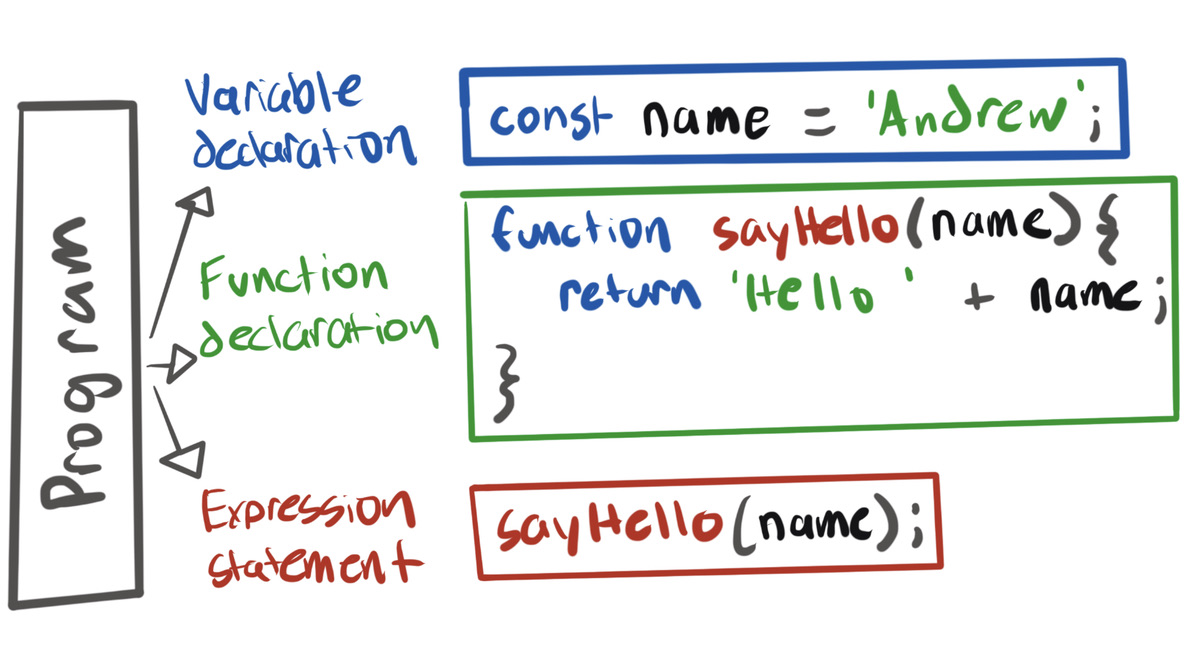 Program
Variable
declaration
const name = 'Andrew';
Function
declaration
function sayHello(name){
return 'Hello ' + name;
}
Expression
statement
sayHello(name);